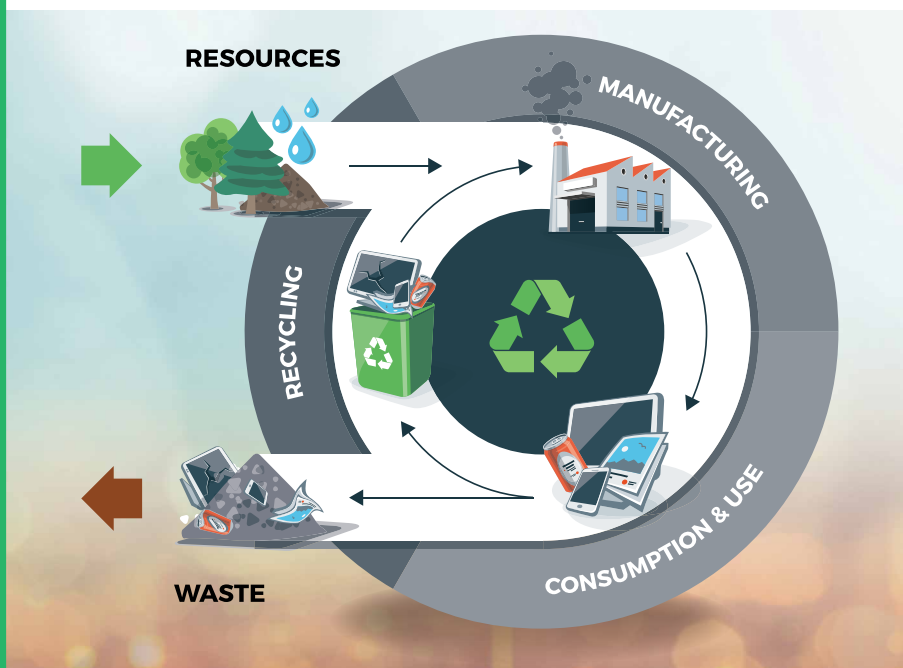 RESOURCES
MANUFACTURING
RECYCLING
CONSUMPTION & USE
WASTE